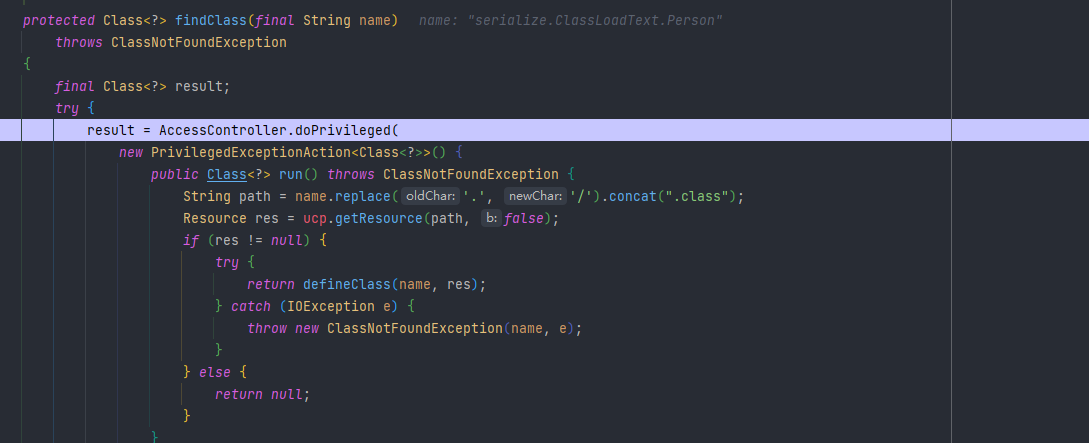 protected Class<?> findClass(final String name)   name: "serialize.ClassLoadText.Person"
    throws ClassNotFoundException
{
    final Class<?> result;
    try {
        result = AccessController.doPrivileged(
            new PrivilegedExceptionAction<Class<?>>() {
                public Class<?> run() throws ClassNotFoundException {
                    String path = name.replace( oldChar: '.', newChar: '/').concat(".class");
                    Resource res = ucp.getResource(path, b: false);
                    if (res != null) {
                        try {
                            return defineClass(name, res);
                        } catch (IOException e) {
                            throw new ClassNotFoundException(name, e);
                        }
                    } else {
                        return null;
                    }
                }